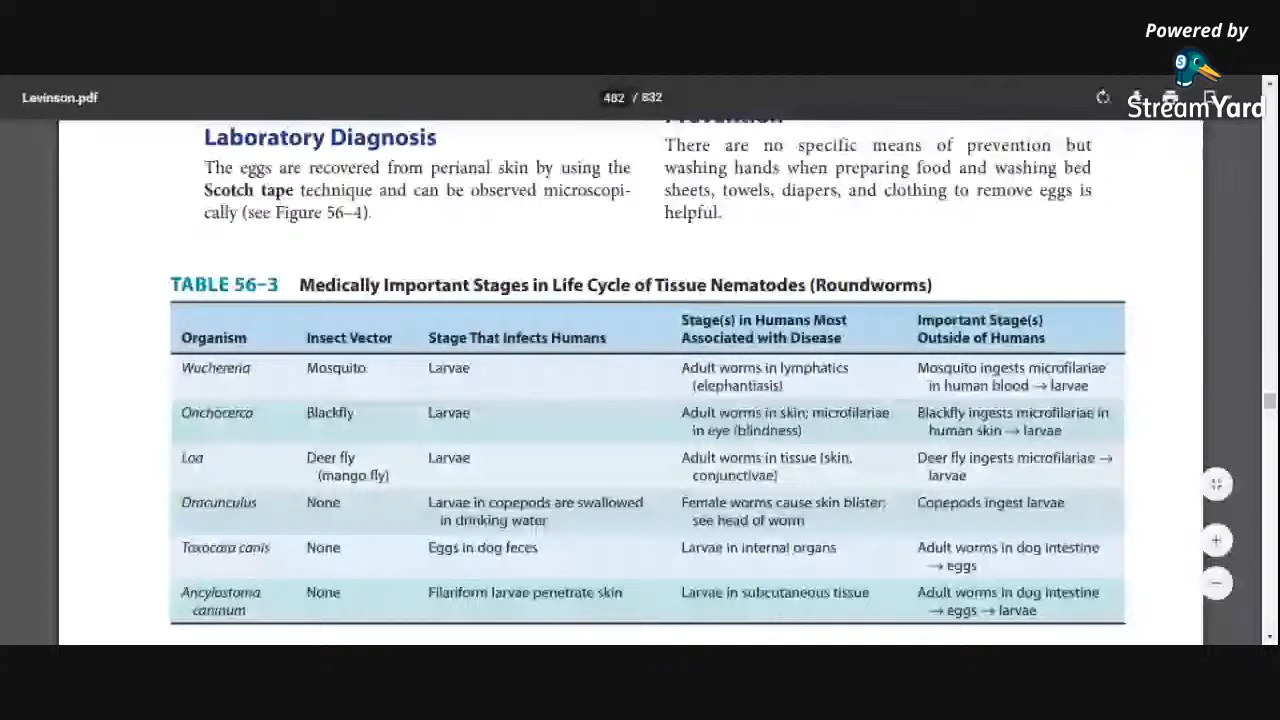 Powered by
StreamYard
Levinson.pdf
482 / 832
Laboratory Diagnosis
The eggs are recovered from perianal skin by using the
Scotch tape technique and can be observed microscopi-
cally (see Figure 56–4).
Prevention
There are no specific means of prevention but
washing hands when preparing food and washing bed
sheets, towels, diapers, and clothing to remove eggs is
helpful.
TABLE 56–3 Medically Important Stages in Life Cycle of Tissue Nematodes (Roundworms)
Organism Insect Vector Stage That Infects Humans Stage(s) in Humans Most Associated with Disease Important Stage(s) Outside of Humans
Wuchereria Mosquito Larvae Adult worms in lymphatics (elephantiasis) Mosquito ingests microfilariae in human blood → larvae
Onchocerca Blackfly Larvae Adult worms in skin; microfilariae in eye (blindness) Blackfly ingests microfilariae in human skin → larvae
Loa Deer fly (mango fly) Larvae Adult worms in tissue (skin, conjunctivae) Deer fly ingests microfilariae → larvae
Dracunculus None Larvae in copepods are swallowed in drinking water Female worms cause skin blister; see head of worm Copepods ingest larvae
Toxocara canis None Eggs in dog feces Larvae in internal organs Adult worms in dog intestine → eggs
Ancylostoma caninum None Filariform larvae penetrate skin Larvae in subcutaneous tissue Adult worms in dog intestine → eggs → larvae